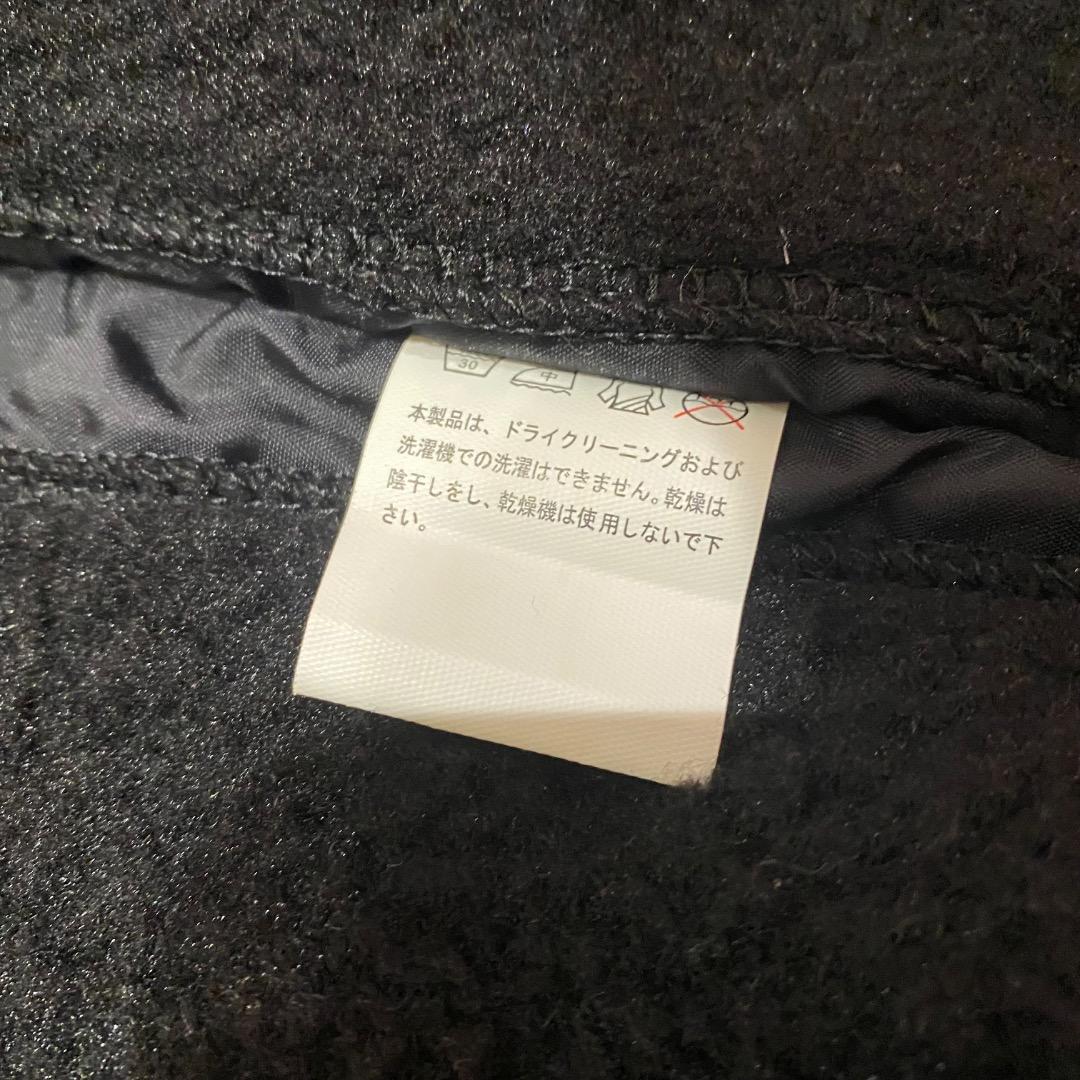 30 中
本製品は、ドライクリーニングおよび
洗濯機での洗濯はできません。乾燥は
陰干しをし、乾燥機は使用しないで下
さい。